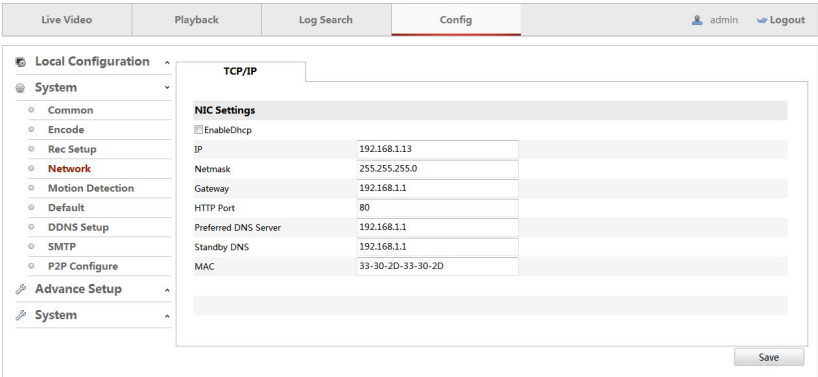 Live Video Playback Log Search Config admin Logout
Local Configuration
TCP/IP
System
Common
Encode
Rec Setup
Network
Motion Detection
Default
DDNS Setup
SMTP
P2P Configure
Advance Setup
System
NIC Settings
EnableDhcp
IP 192.168.1.13
Netmask 255.255.255.0
Gateway 192.168.1.1
HTTP Port 80
Preferred DNS Server 192.168.1.1
Standby DNS 192.168.1.1
MAC 33-30-2D-33-30-2D
Save